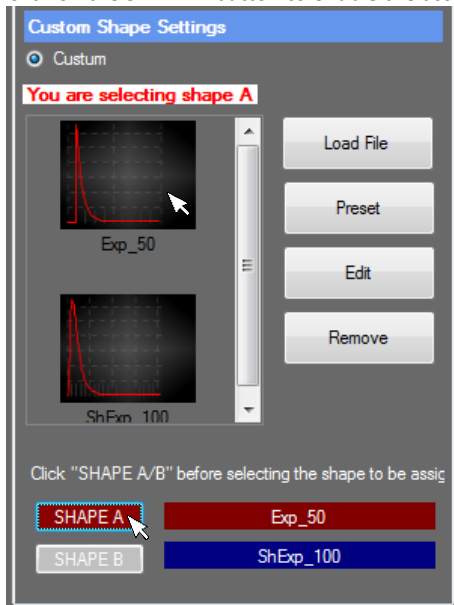 Custom Shape Settings
Custum
You are selecting shape A
Load File
Exp_50
Preset
Edit
Remove
ShExp_100
Click "SHAPE A/B" before selecting the shape to be assig
SHAPE A Exp_50
SHAPE B ShExp_100